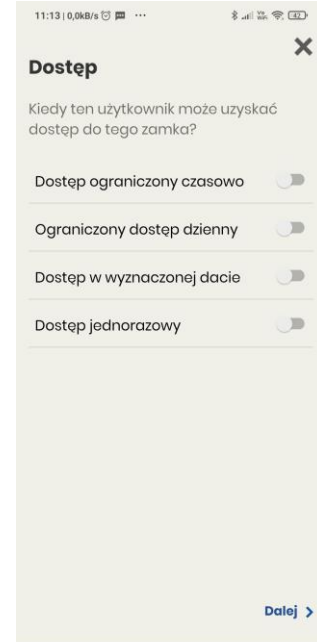 11:13 | 0,0kB/s
Dostęp
Kiedy ten użytkownik może uzyskać
dostęp do tego zamka?
Dostęp ograniczony czasowo
Ograniczony dostęp dzienny
Dostęp w wyznaczonej dacie
Dostęp jednorazowy
Dalej